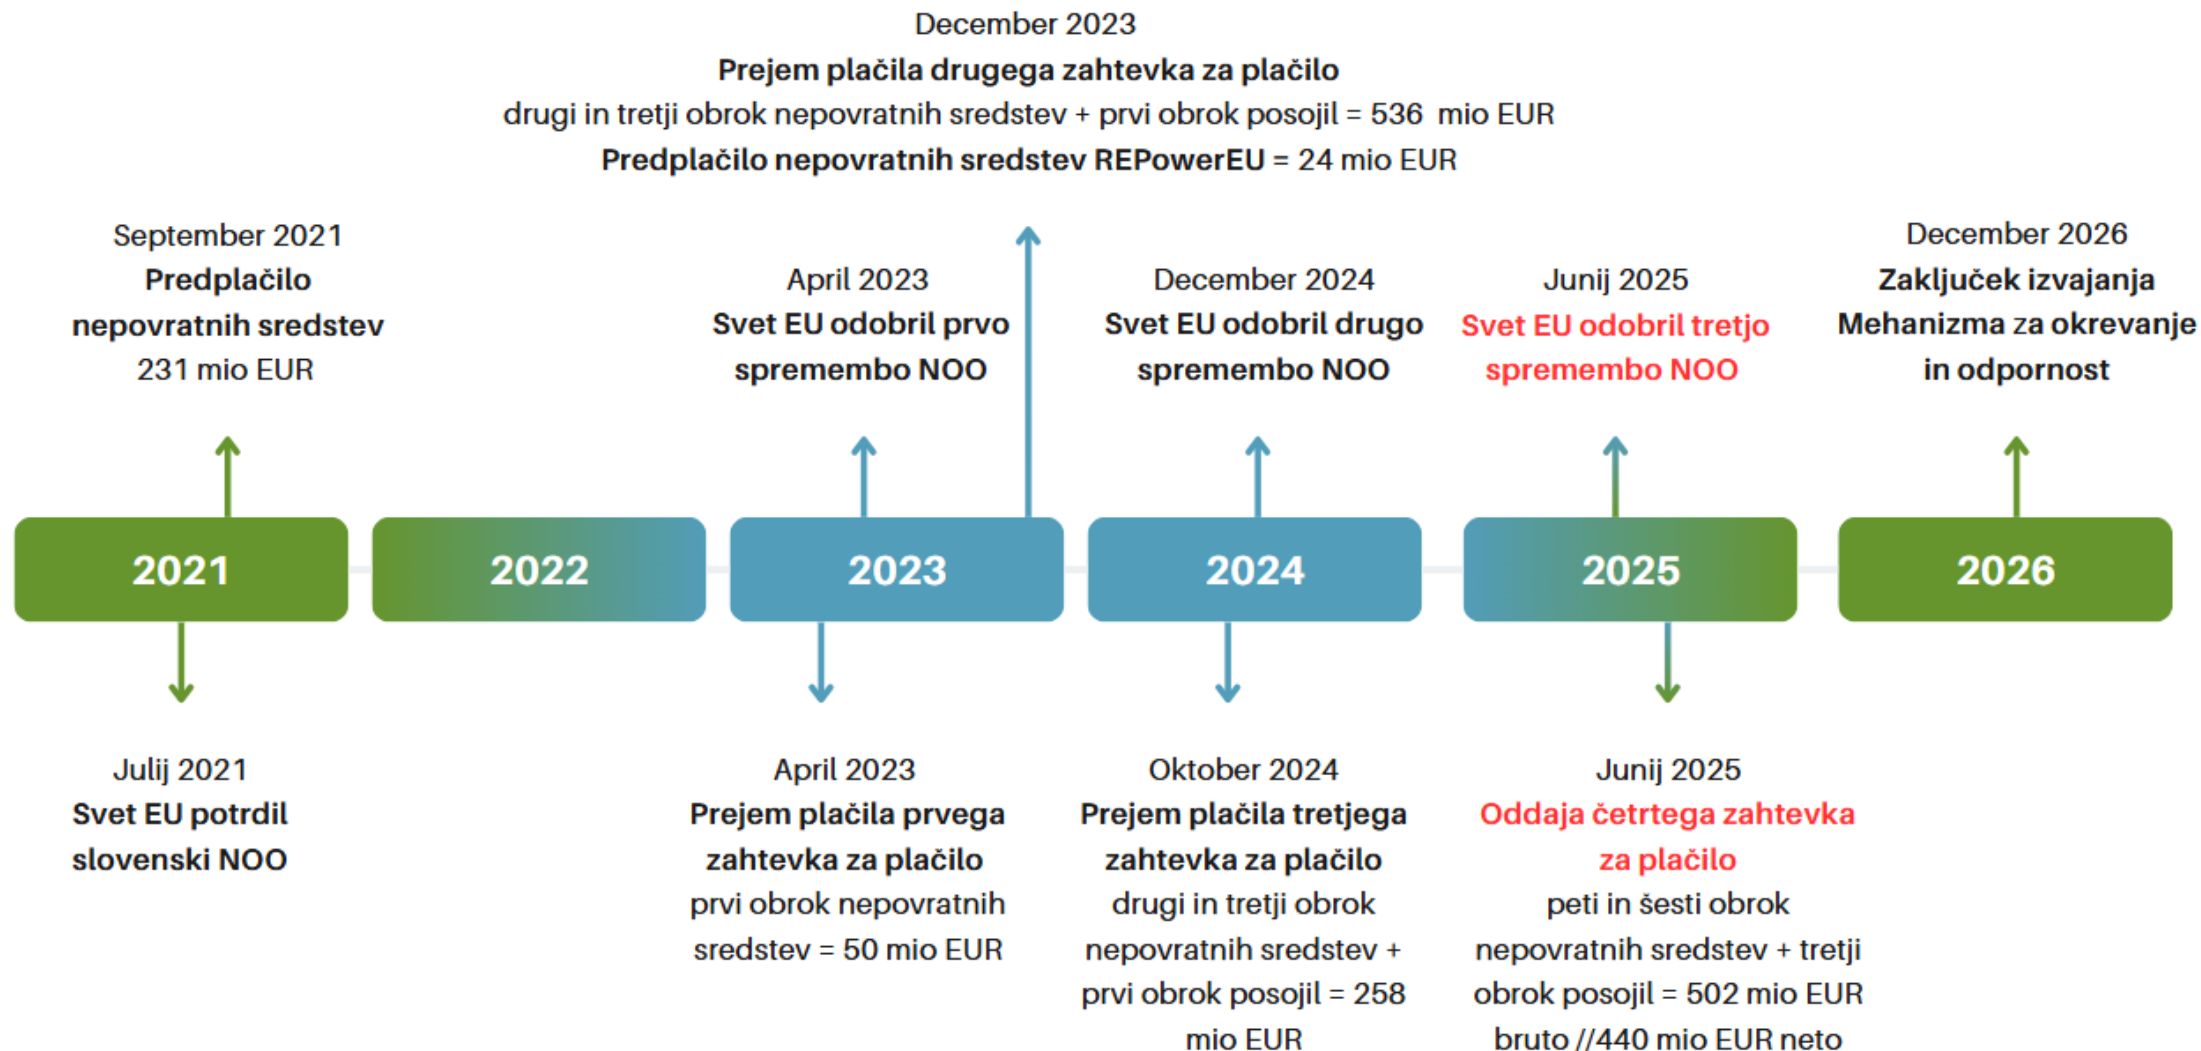 December 2023
Prejem plačila drugega zahtevka za plačilo
drugi in tretji obrok nepovratnih sredstev + prvi obrok posojil = 536 mio EUR
Predplačilo nepovratnih sredstev REPowerEU = 24 mio EUR
September 2021
Predplačilo
nepovratnih sredstev
231 mio EUR
April 2023
Svet EU odobril prvo
spremembo NOO
December 2024
Svet EU odobril drugo
spremembo NOO
Junij 2025
Svet EU odobril tretjo
spremembo NOO
December 2026
Zaključek izvajanja
Mehanizma za okrevanje
in odpornost
2021
2022
2023
2024
2025
2026
Julij 2021
Svet EU potrdil
slovenski NOO
April 2023
Prejem plačila prvega
zahtevka za plačilo
prvi obrok nepovratnih
sredstev = 50 mio EUR
Oktober 2024
Prejem plačila tretjega
zahtevka za plačilo
drugi in tretji obrok
nepovratnih sredstev +
prvi obrok posojil = 258
mio EUR
Junij 2025
Oddaja četrtega zahtevka
za plačilo
peti in šesti obrok
nepovratnih sredstev + tretji
obrok posojil = 502 mio EUR
bruto //440 mio EUR neto